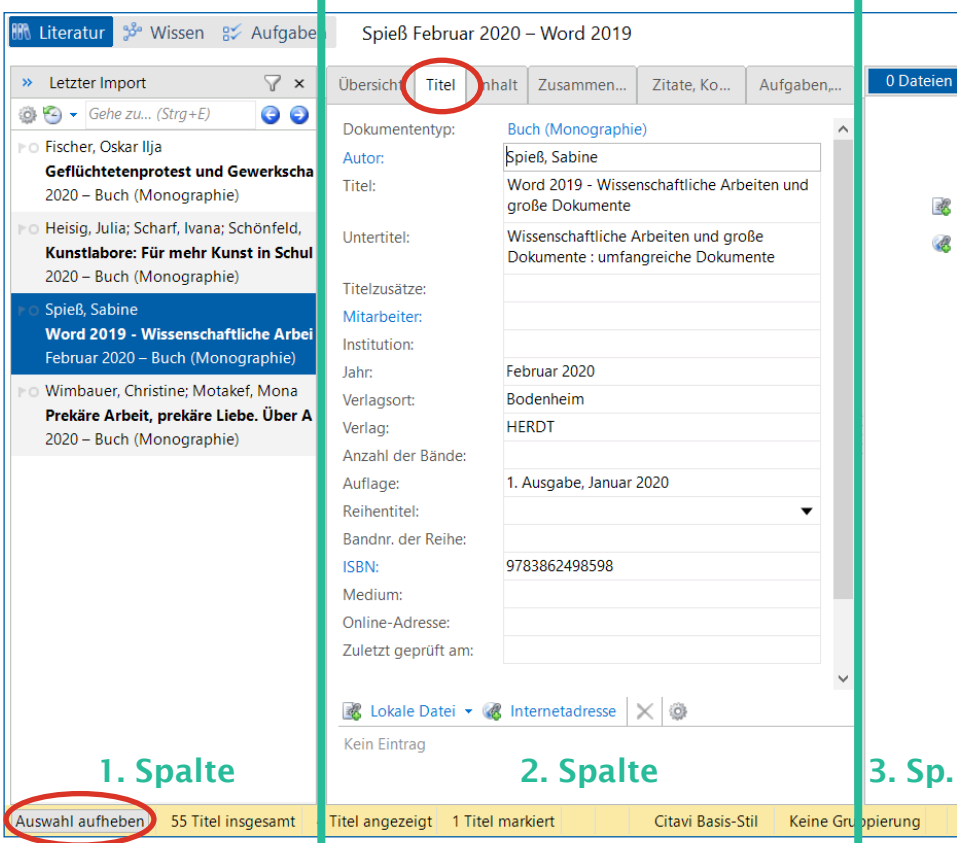 Literatur Wissen Aufgaben
Spieß Februar 2020 – Word 2019
Letzter Import
Gehe zu... (Strg+E)
Fischer, Oskar Ilja
Geflüchtetenprotest und Gewerkscha
2020 – Buch (Monographie)
Heisig, Julia; Scharf, Ivana; Schönfeld,
Kunstlabore: Für mehr Kunst in Schul
2020 – Buch (Monographie)
Spieß, Sabine
Word 2019 - Wissenschaftliche Arbei
Februar 2020 – Buch (Monographie)
Wimbauer, Christine; Motakef, Mona
Prekäre Arbeit, prekäre Liebe. Über A
2020 – Buch (Monographie)
1. Spalte
Übersicht Titel Inhalt Zusammen... Zitate, Ko... Aufgaben,...
Dokumententyp: Buch (Monographie)
Autor: Spieß, Sabine
Titel: Word 2019 - Wissenschaftliche Arbeiten und
große Dokumente
Untertitel: Wissenschaftliche Arbeiten und große
Dokumente : umfangreiche Dokumente
Titelzusätze:
Mitarbeiter:
Institution:
Jahr: Februar 2020
Verlagsort: Bodenheim
Verlag: HERDT
Anzahl der Bände:
Auflage: 1. Ausgabe, Januar 2020
Reihentitel:
Bandnr. der Reihe:
ISBN: 9783862498598
Medium:
Online-Adresse:
Zuletzt geprüft am:
Lokale Datei Internetadresse
Kein Eintrag
2. Spalte
0 Dateien
3. Sp.
Auswahl aufheben 55 Titel insgesamt Titel angezeigt 1 Titel markiert Citavi Basis-Stil Keine Gruppierung